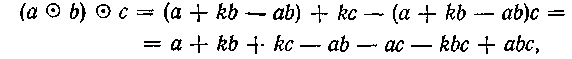 (a ⊙ b) ⊙ c = (a + kb — ab) + kc — (a + kb — ab)c =
= a + kb + kc — ab — ac — kbc + abc,